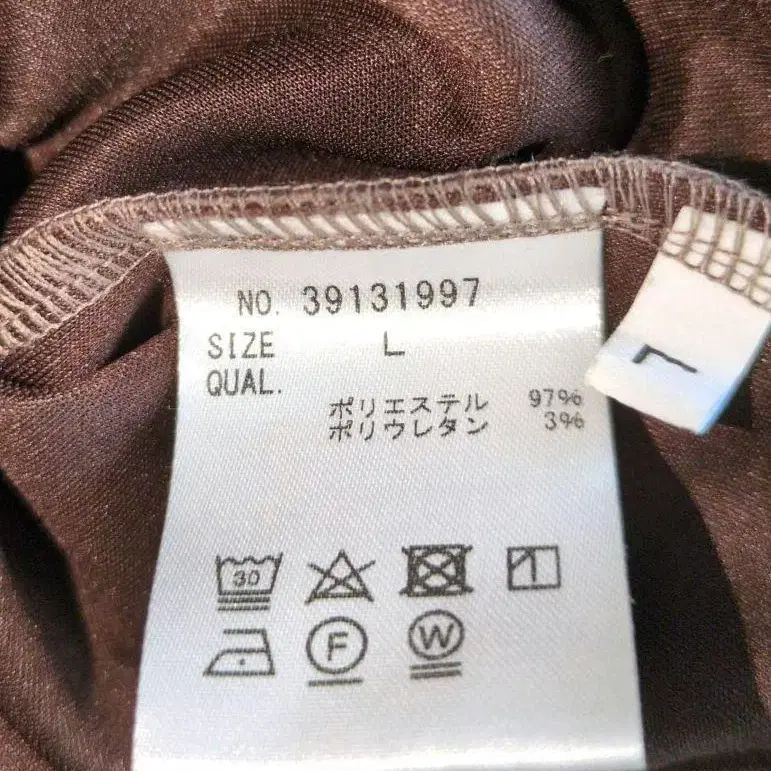 NO. 39131997
SIZE L
QUAL.
ポリエステル 97%
ポリウレタン 3%
30
F
W
L